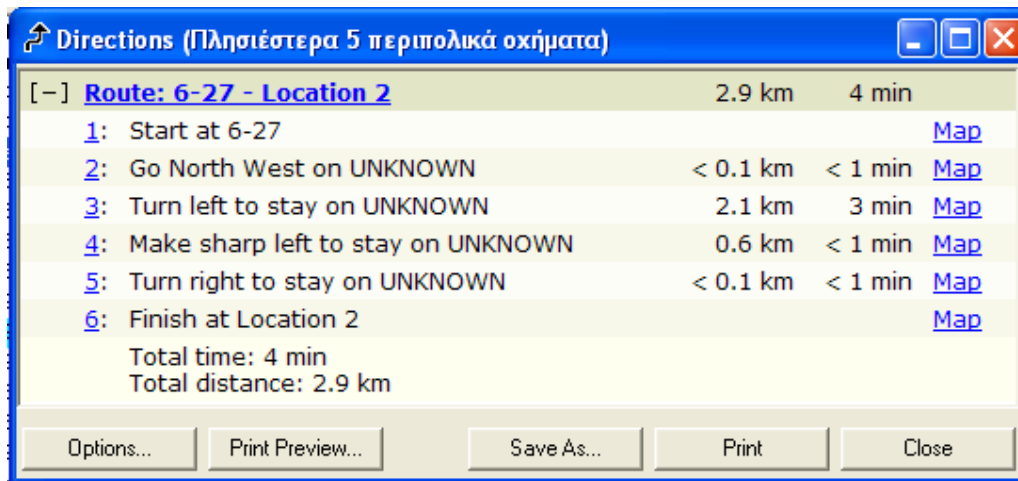 Directions (Πλησιέστερα 5 περιπολικά οχήματα)
[-] Route: 6-27 - Location 2 2.9 km 4 min
1: Start at 6-27 Map
2: Go North West on UNKNOWN < 0.1 km < 1 min Map
3: Turn left to stay on UNKNOWN 2.1 km 3 min Map
4: Make sharp left to stay on UNKNOWN 0.6 km < 1 min Map
5: Turn right to stay on UNKNOWN < 0.1 km < 1 min Map
6: Finish at Location 2 Map
Total time: 4 min
Total distance: 2.9 km
Options... Print Preview... Save As... Print Close